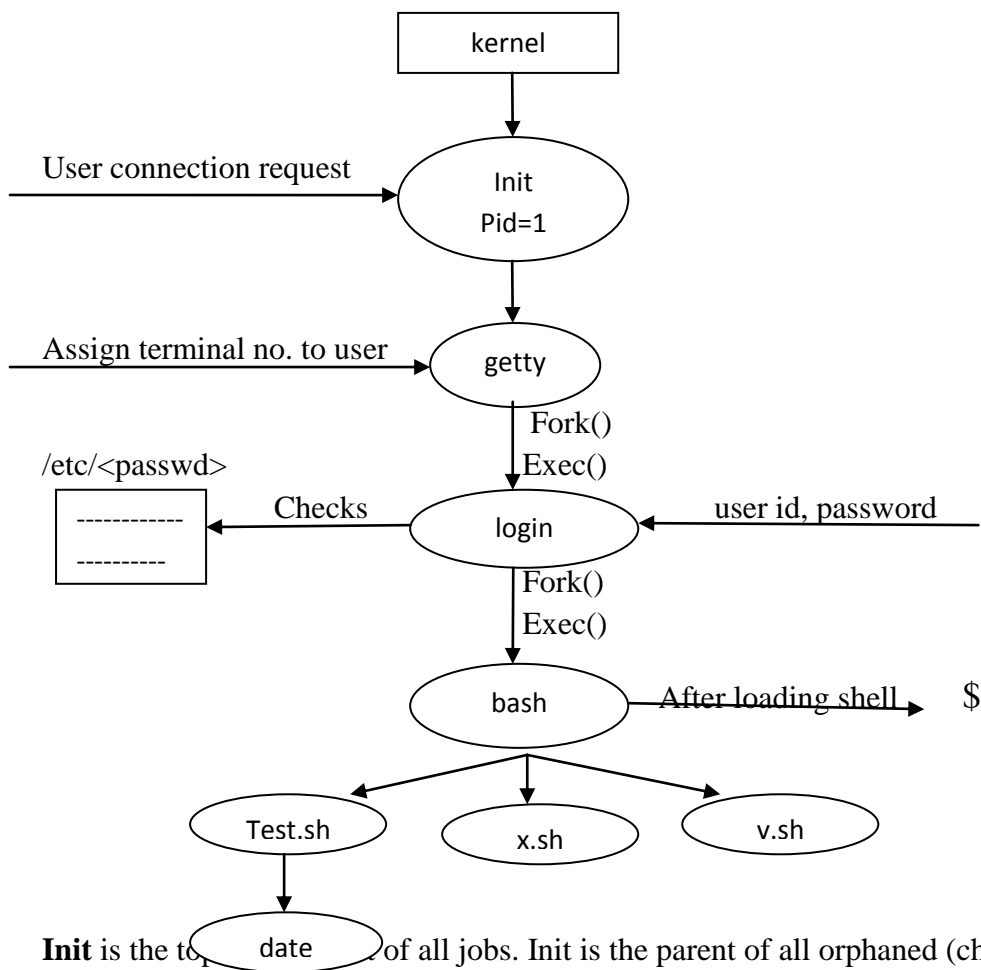 kernel
User connection request
Init
Pid=1
Assign terminal no. to user
getty
Fork()
/etc/<passwd>
Exec()
------------
Checks
login
user id, password
----------
Fork()
Exec()
bash
After loading shell
$
Test.sh
x.sh
v.sh
date
Init is the to of all jobs. Init is the parent of all orphaned (ch